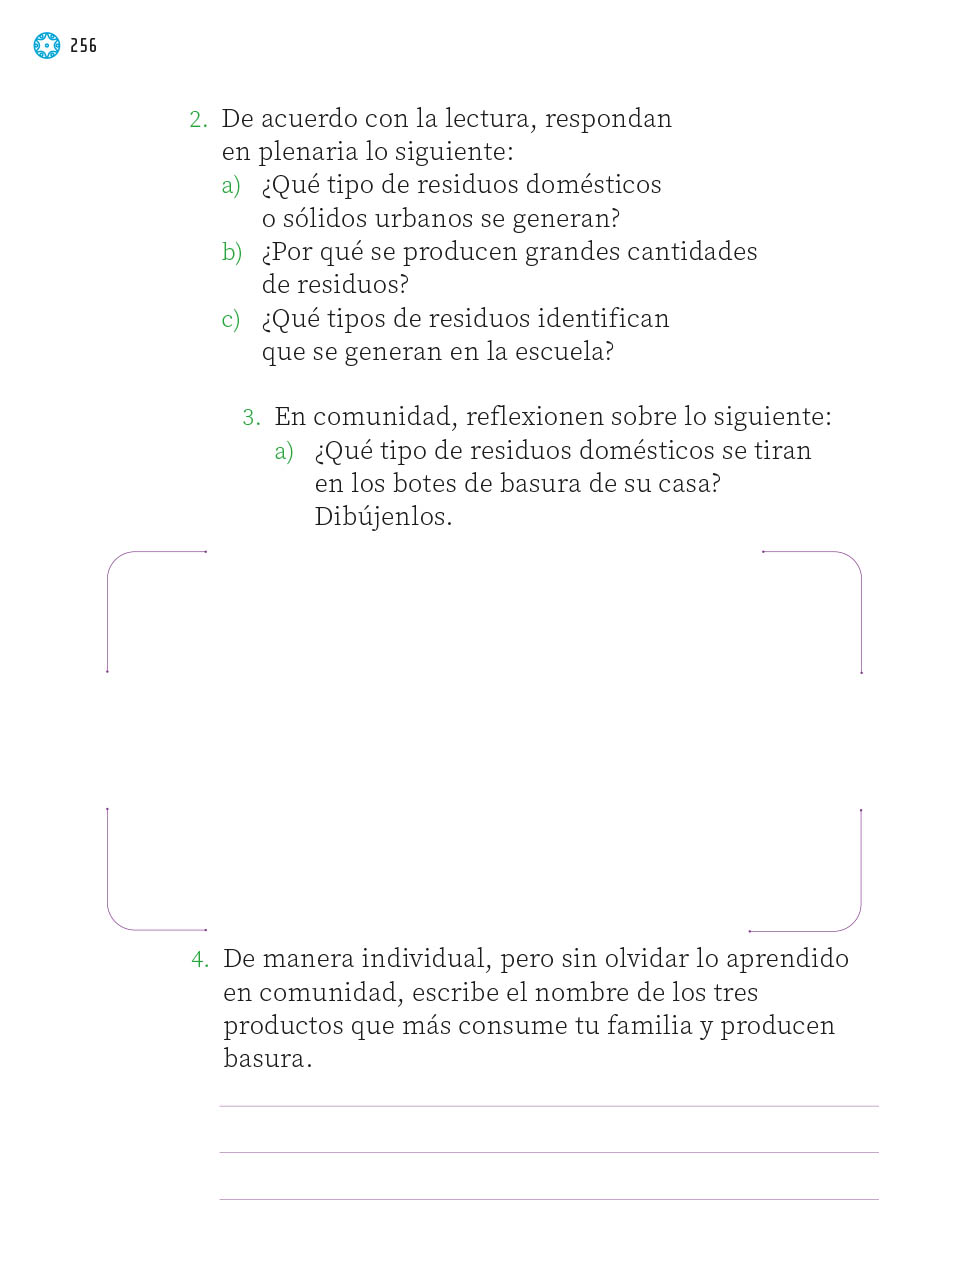 256
2. De acuerdo con la lectura, respondan
en plenaria lo siguiente:
a) ¿Qué tipo de residuos domésticos
o sólidos urbanos se generan?
b) ¿Por qué se producen grandes cantidades
de residuos?
c) ¿Qué tipos de residuos identifican
que se generan en la escuela?
3. En comunidad, reflexionen sobre lo siguiente:
a) ¿Qué tipo de residuos domésticos se tiran
en los botes de basura de su casa?
Dibújenlos.
4. De manera individual, pero sin olvidar lo aprendido
en comunidad, escribe el nombre de los tres
productos que más consume tu familia y producen
basura.